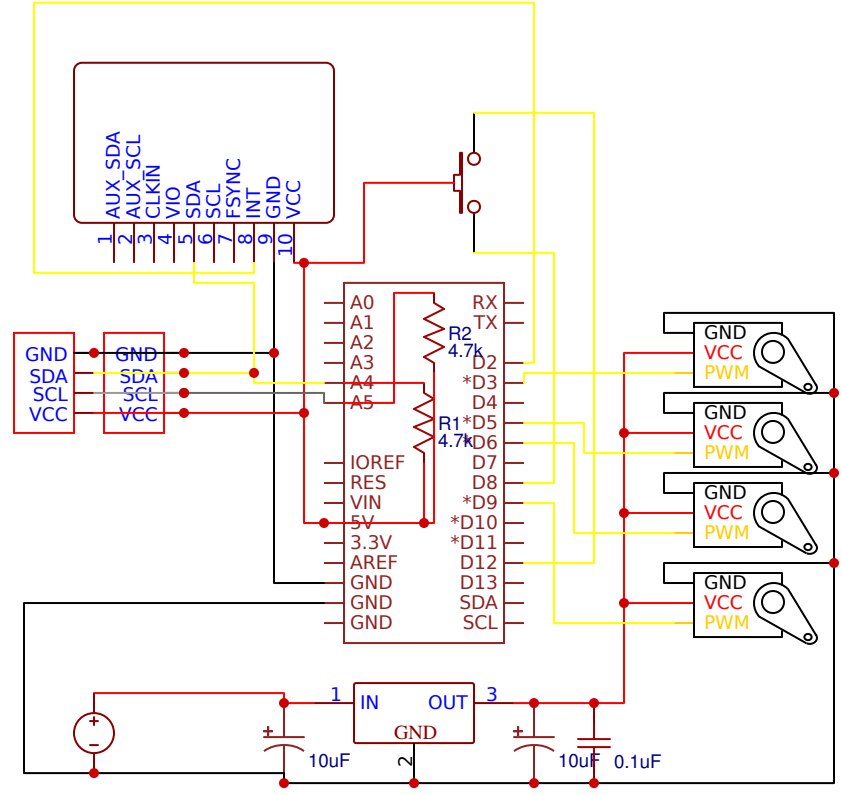 AUX_SDA
AUX_SCL
CLKIN
VIO
SDA
SCL
FSYNC
INT
GND
VCC
1
2
3
4
5
6
7
8
9
10
GND
SDA
SCL
VCC
GND
SDA
SCL
VCC
A0
A1
A2
A3
A4
A5
IOREF
RES
VIN
5V
3.3V
AREF
GND
GND
GND
R2
4.7k
R1
4.7k
RX
TX
D2
*D3
D4
*D5
*D6
D7
D8
*D9
*D10
*D11
D12
D13
SDA
SCL
GND
VCC
PWM
GND
VCC
PWM
GND
VCC
PWM
GND
VCC
PWM
1
IN
OUT
3
GND
2
+
−
+
10uF
+
10uF
0.1uF